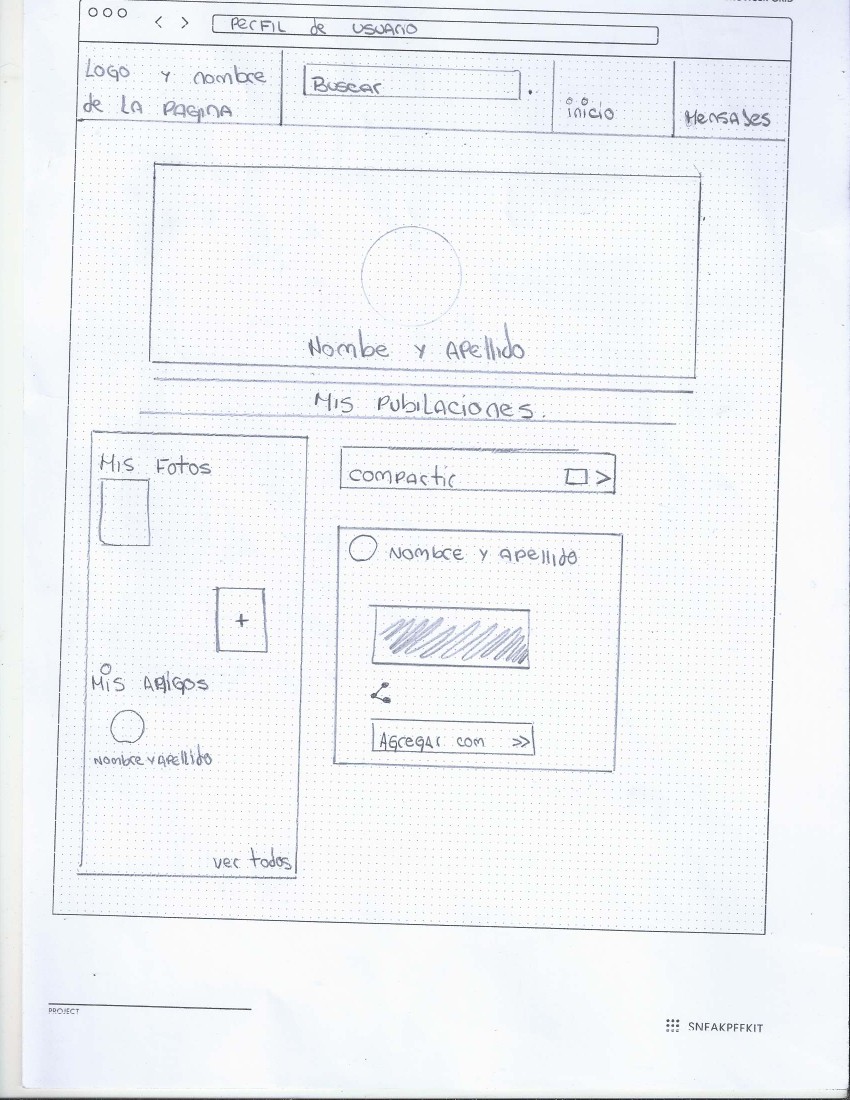 PERFIL de USUARIO
LOGO y nombre
de LA PAGINA
Buscar
inicio
Mensajes
Nombe y Apellido
Mis Pubilaciones.
Mis Fotos
compartir
Nombre y Apellido
+
Mis Amigos
Nombre y Apellido
Agregar com >>
ver todos
PROJECT
SNEAKPEEKIT